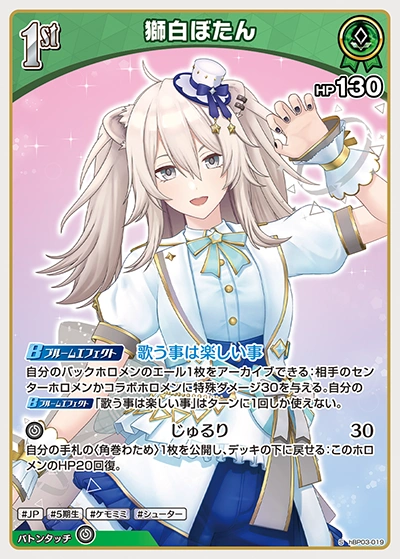 1st
獅白ぼたん
HP130
Bブルームエフェクト 歌う事は楽しい事
自分のバックホロメンのエール1枚をアーカイブできる:相手のセン
ターホロメンかコラボホロメンに特殊ダメージ30を与える。自分の
Bブルームエフェクト「歌う事は楽しい事」はターンに1回しか使えない。
じゅるり 30
自分の手札の〈角巻わため〉1枚を公開し、デッキの下に戻せる:このホロ
メンのHP20回復。
#JP #5期生 #ケモミミ #シューター
バトンタッチ
hBP03-019